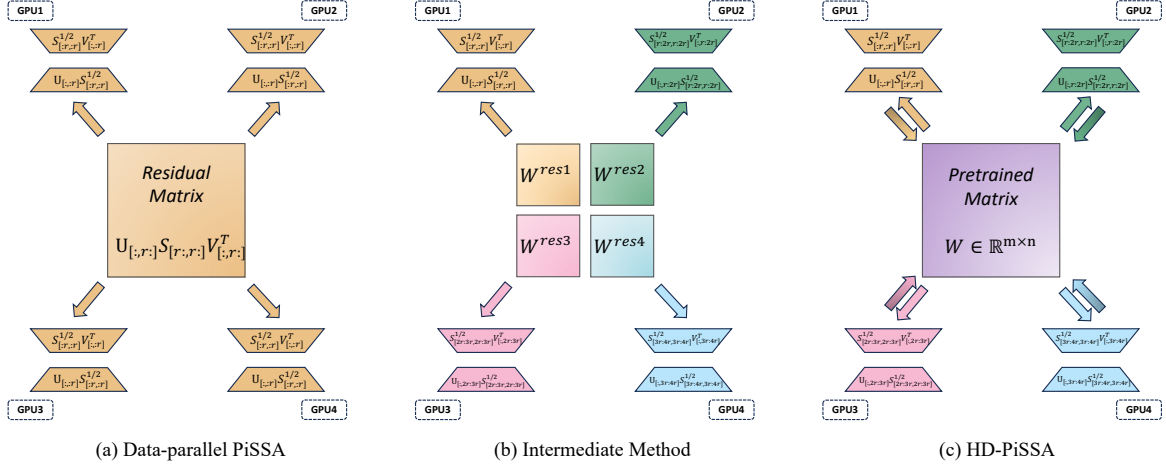 GPU1 GPU2 GPU1 GPU2 GPU1 GPU2
S^{1/2}_{[:r,:r]}V^T_{[:,:r]} S^{1/2}_{[:r,:r]}V^T_{[:,:r]} S^{1/2}_{[:r,:r]}V^T_{[:,:r]} S^{1/2}_{[r:2r,r:2r]}V^T_{[:,r:2r]} S^{1/2}_{[:r,:r]}V^T_{[:,:r]} S^{1/2}_{[r:2r,r:2r]}V^T_{[:,r:2r]}
U_{[:,:r]}S^{1/2}_{[:r,:r]} U_{[:,:r]}S^{1/2}_{[:r,:r]} U_{[:,:r]}S^{1/2}_{[:r,:r]} U_{[:,r:2r]}S^{1/2}_{[r:2r,r:2r]} U_{[:,:r]}S^{1/2}_{[:r,:r]} U_{[:,r:2r]}S^{1/2}_{[r:2r,r:2r]}
Residual
Matrix
U_{[:,r:]}S_{[r:,r:]}V^T_{[:,r:]}
W^{res1} W^{res2}
W^{res3} W^{res4}
Pretrained
Matrix
W ∈ ℝ^{m×n}
S^{1/2}_{[:r,:r]}V^T_{[:,:r]} S^{1/2}_{[:r,:r]}V^T_{[:,:r]} S^{1/2}_{[2r:3r,2r:3r]}V^T_{[,2r:3r]} S^{1/2}_{[3r:4r,3r:4r]}V^T_{[,3r:4r]} S^{1/2}_{[2r:3r,2r:3r]}V^T_{[,2r:3r]} S^{1/2}_{[3r:4r,3r:4r]}V^T_{[,3r:4r]}
U_{[:,:r]}S^{1/2}_{[:r,:r]} U_{[:,:r]}S^{1/2}_{[:r,:r]} U_{[,2r:3r]}S^{1/2}_{[2r:3r,2r:3r]} U_{[,3r:4r]}S^{1/2}_{[3r:4r,3r:4r]} U_{[,2r:3r]}S^{1/2}_{[2r:3r,2r:3r]} U_{[,3r:4r]}S^{1/2}_{[3r:4r,3r:4r]}
GPU3 GPU4 GPU3 GPU4 GPU3 GPU4
(a) Data-parallel PiSSA (b) Intermediate Method (c) HD-PiSSA